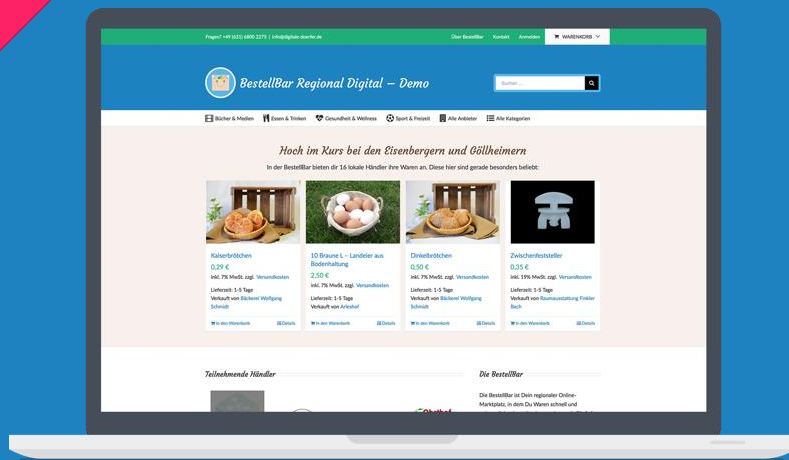 Fragen? +49 (631) 6800 2275 | info@digitale-doerfer.de
Über BestellBar Kontakt Anmelden WARENKORB
BestellBar Regional Digital – Demo
Suchen ...
Bücher & Medien Essen & Trinken Gesundheit & Wellness Sport & Freizeit Alle Anbieter Alle Kategorien
Hoch im Kurs bei den Eisenbergern und Göllheimern
In der BestellBar bieten dir 16 lokale Händler ihre Waren an. Diese hier sind gerade besonders beliebt:
Kaiserbrötchen
0,29 €
inkl. 7% MwSt. zzgl. Versandkosten
Lieferzeit: 1-5 Tage
Verkauft von Bäckerei Wolfgang
Schmidt
In den Warenkorb Details
10 Braune L – Landeier aus
Bodenhaltung
2,50 €
inkl. 7% MwSt. zzgl. Versandkosten
Lieferzeit: 1-5 Tage
Verkauft von Arleshof
In den Warenkorb Details
Dinkelbrötchen
0,50 €
inkl. 7% MwSt. zzgl. Versandkosten
Lieferzeit: 1-5 Tage
Verkauft von Bäckerei Wolfgang
Schmidt
In den Warenkorb Details
Zwischenfeststeller
0,35 €
inkl. 19% MwSt. zzgl. Versandkosten
Lieferzeit: 1-5 Tage
Verkauft von Raumausstattung Finkler
Bach
In den Warenkorb Details
Teilnehmende Händler
Die BestellBar
Die BestellBar ist Dein regionaler Online-
Marktplatz, in dem Du Waren schnell und